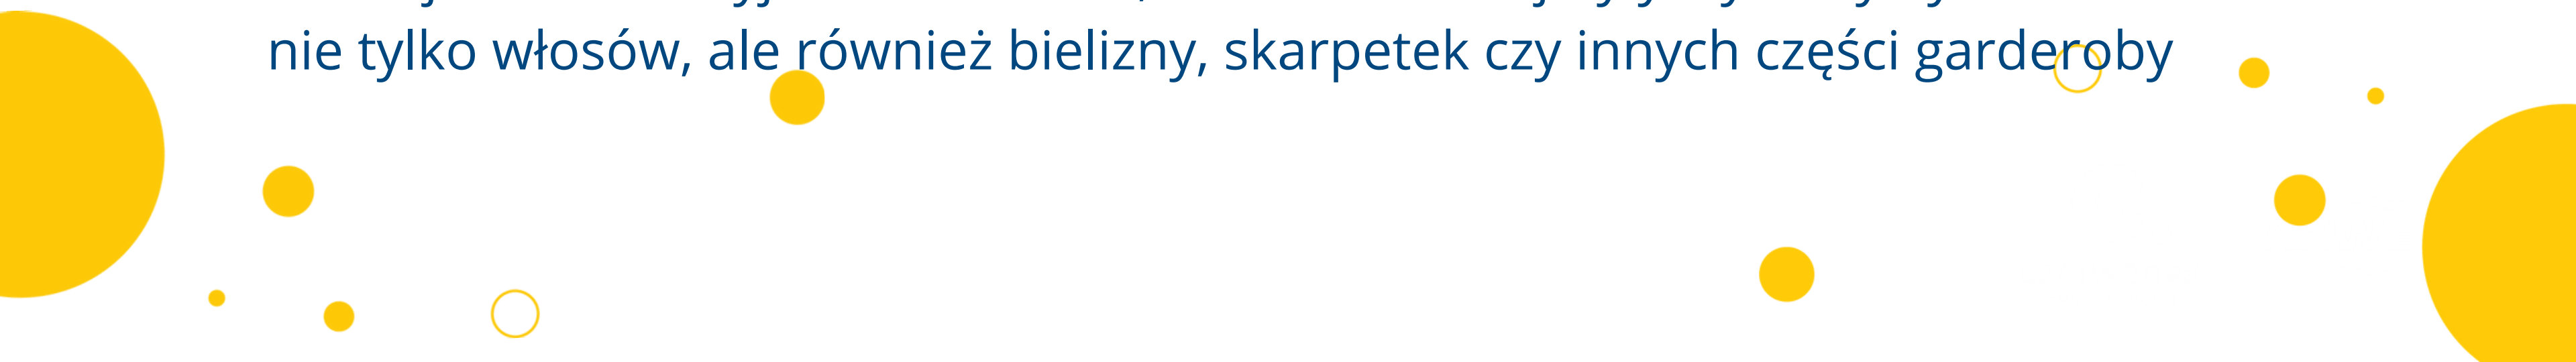 nie tylko włosów, ale również bielizny, skarpetek czy innych części garderoby